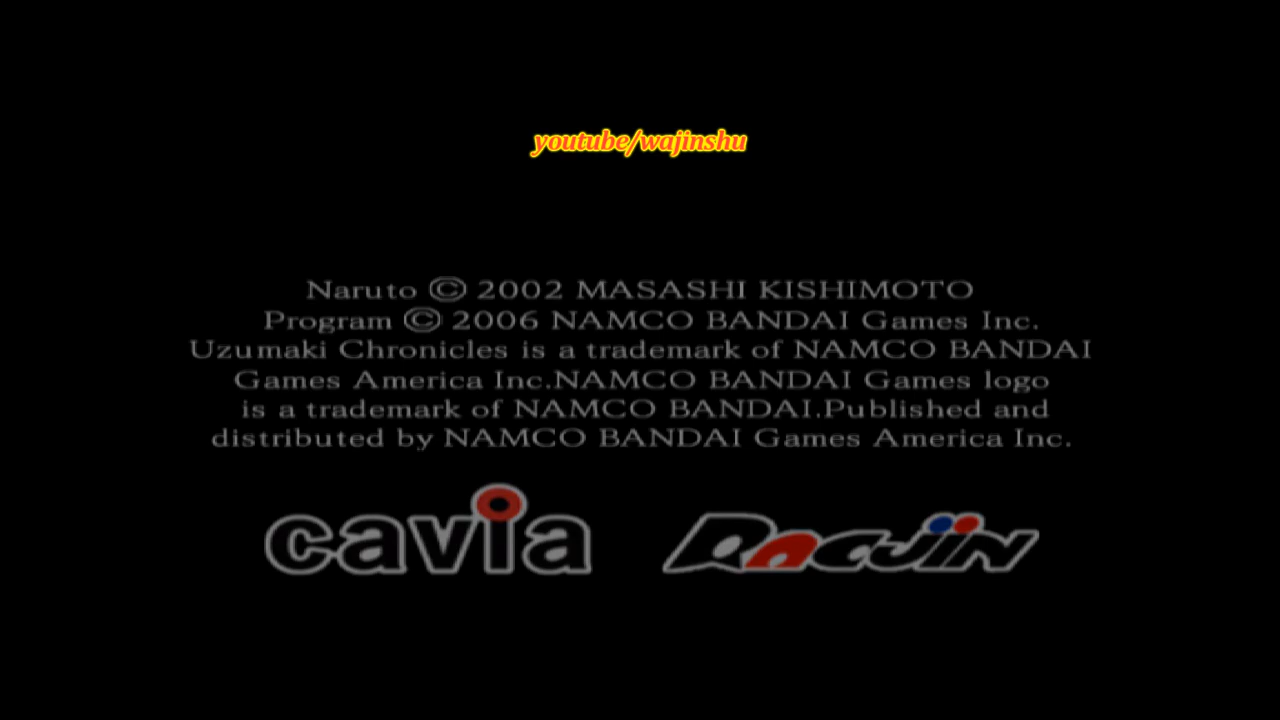 youtube/wajinshu
Naruto © 2002 MASASHI KISHIMOTO
Program © 2006 NAMCO BANDAI Games Inc.
Uzumaki Chronicles is a trademark of NAMCO BANDAI
Games America Inc.NAMCO BANDAI Games logo
is a trademark of NAMCO BANDAI.Published and
distributed by NAMCO BANDAI Games America Inc.
cavia Racjin